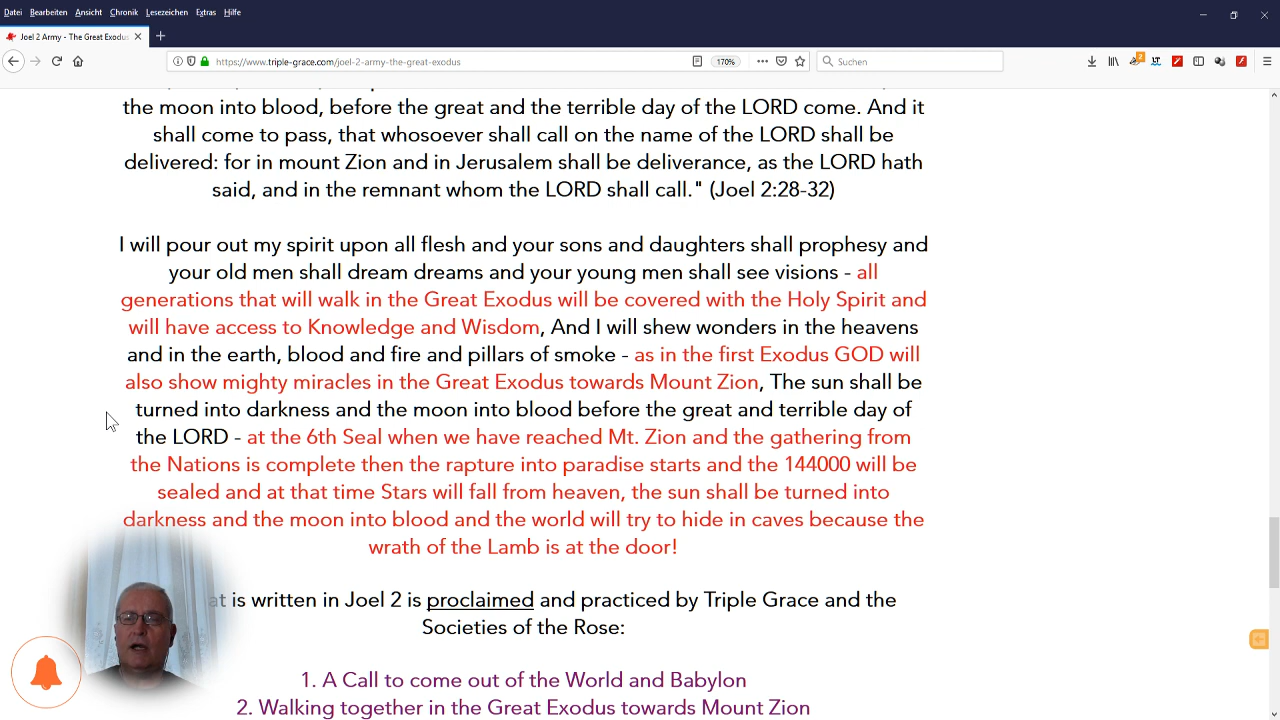 Datei Bearbeiten Ansicht Chronik Lesezeichen Extras Hilfe
Joel 2 Army - The Great Exodus
https://www.triple-grace.com/joel-2-army-the-great-exodus 170% Suchen
the moon into blood, before the great and the terrible day of the LORD come. And it
shall come to pass, that whosoever shall call on the name of the LORD shall be
delivered: for in mount Zion and in Jerusalem shall be deliverance, as the LORD hath
said, and in the remnant whom the LORD shall call." (Joel 2:28-32)
I will pour out my spirit upon all flesh and your sons and daughters shall prophesy and
your old men shall dream dreams and your young men shall see visions - all
generations that will walk in the Great Exodus will be covered with the Holy Spirit and
will have access to Knowledge and Wisdom, And I will shew wonders in the heavens
and in the earth, blood and fire and pillars of smoke - as in the first Exodus GOD will
also show mighty miracles in the Great Exodus towards Mount Zion, The sun shall be
turned into darkness and the moon into blood before the great and terrible day of
the LORD - at the 6th Seal when we have reached Mt. Zion and the gathering from
the Nations is complete then the rapture into paradise starts and the 144000 will be
sealed and at that time Stars will fall from heaven, the sun shall be turned into
darkness and the moon into blood and the world will try to hide in caves because the
wrath of the Lamb is at the door!
is written in Joel 2 is proclaimed and practiced by Triple Grace and the
Societies of the Rose:
1. A Call to come out of the World and Babylon
2. Walking together in the Great Exodus towards Mount Zion